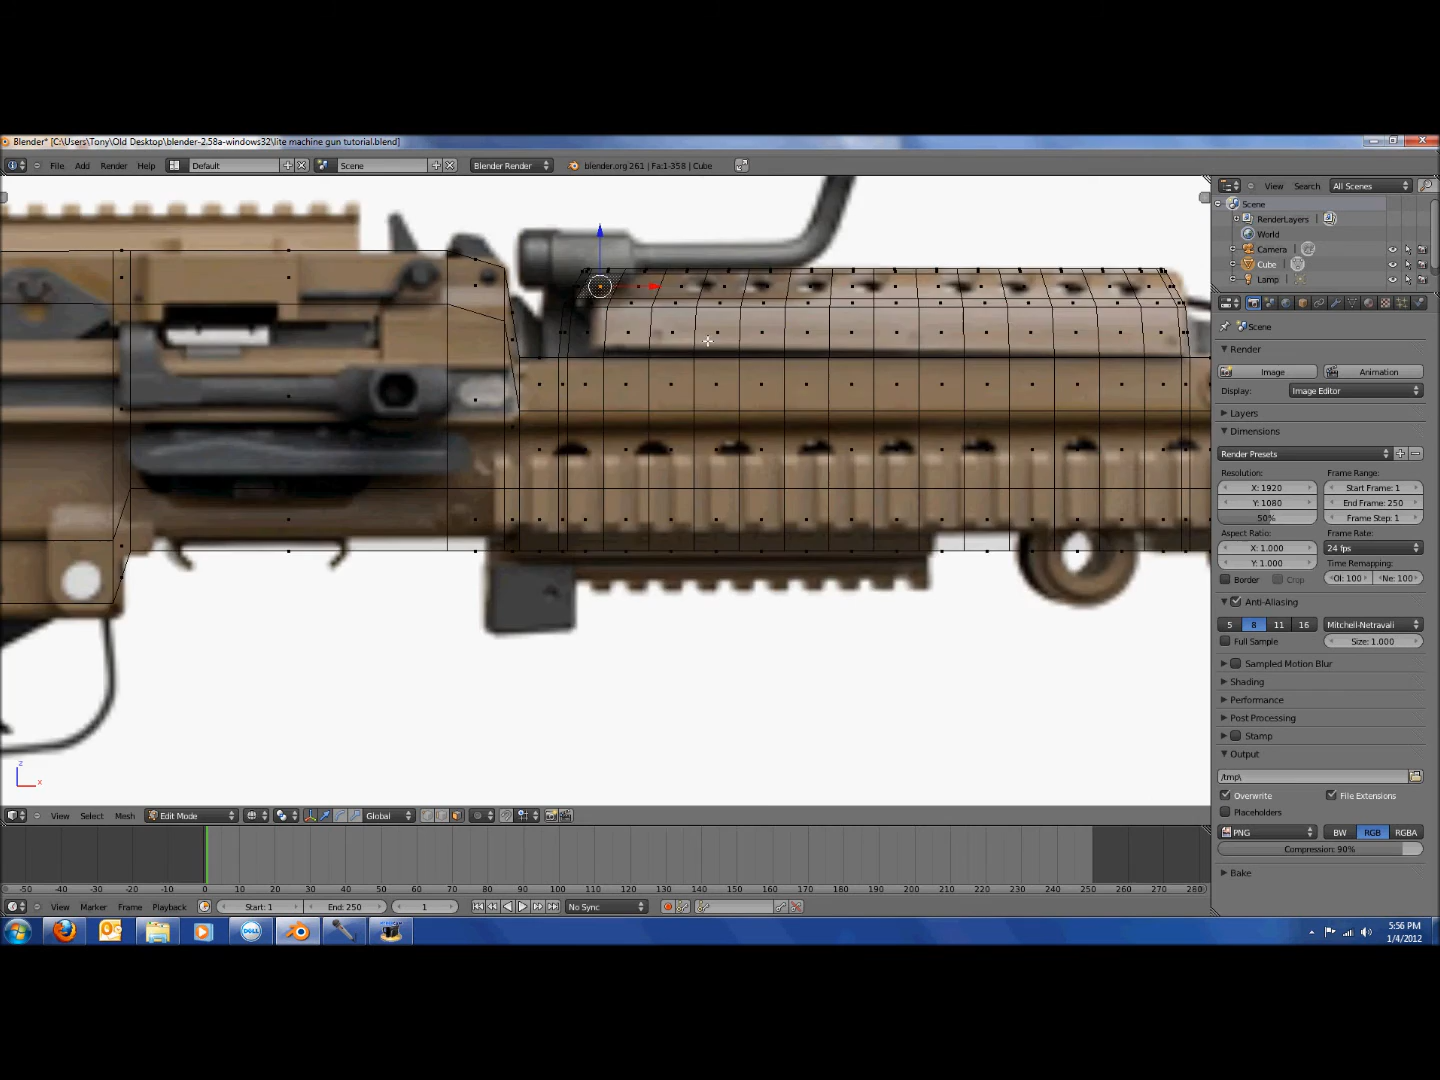 Blender* [C:\Users\Tony\Old Desktop\blender-2.58a-windows32\lite machine gun tutorial.blend]
File Add Render Help Default Scene Blender Render blender.org 261 | Fa:1-358 | Cube
View Search All Scenes
Scene
RenderLayers
World
Camera
Cube
Lamp
Scene
Render
Image Animation
Display: Image Editor
Layers
Dimensions
Render Presets
Resolution: Frame Range:
X: 1920 Start Frame: 1
Y: 1080 End Frame: 250
50% Frame Step: 1
Aspect Ratio: Frame Rate:
X: 1.000 24 fps
Y: 1.000 Time Remapping:
Border Crop Ol: 100 Ne: 100
Anti-Aliasing
5 8 11 16 Mitchell-Netravali
Full Sample Size: 1.000
Sampled Motion Blur
Shading
Performance
Post Processing
Stamp
Output
/tmp\
Overwrite File Extensions
Placeholders
PNG BW RGB RGBA
Compression: 90%
Bake
z
x
View Select Mesh Edit Mode Global
-50 -40 -30 -20 -10 0 10 20 30 40 50 60 70 80 90 100 110 120 130 140 150 160 170 180 190 200 210 220 230 240 250 260 270 280
View Marker Frame Playback Start: 1 End: 250 1 No Sync
DELL
5:56 PM
1/4/2012